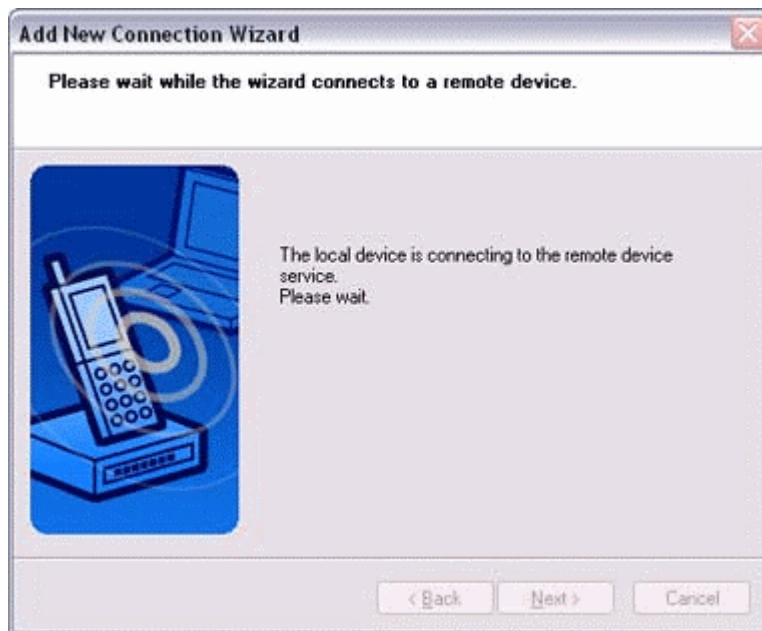 Add New Connection Wizard
Please wait while the wizard connects to a remote device.
The local device is connecting to the remote device
service.
Please wait.
< Back
Next >
Cancel